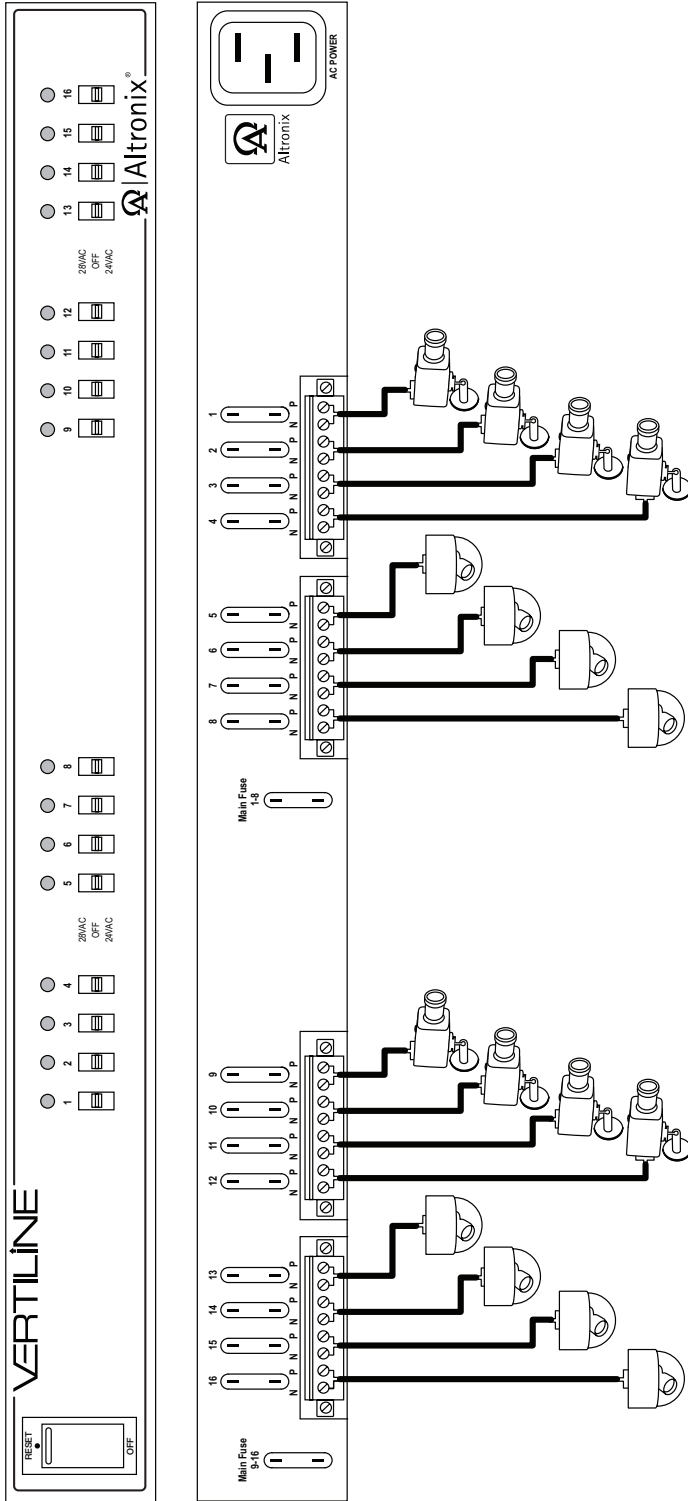 VERTILINE
RESET
OFF
1 2 3 4
28VAC
OFF
24VAC
5 6 7 8
9 10 11 12
28VAC
OFF
24VAC
13 14 15 16
Altronix®
Main Fuse
9-16
16 15 14 13
N P N P N P N P
12 11 10 9
N P N P N P N P
Main Fuse
1-8
8 7 6 5
N P N P N P N P
4 3 2 1
N P N P N P N P
Altronix
AC POWER